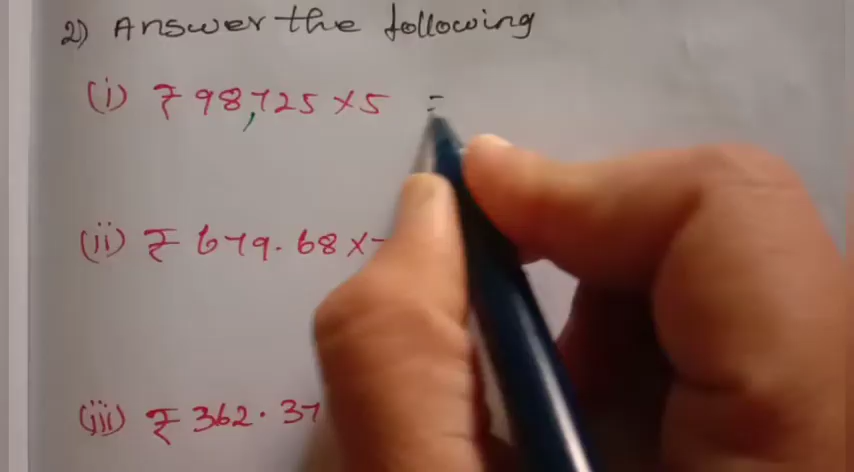 2) Answer the following
(i) ₹ 98,725 × 5 =
(ii) ₹ 679.68 ×
(iii) ₹ 362.37